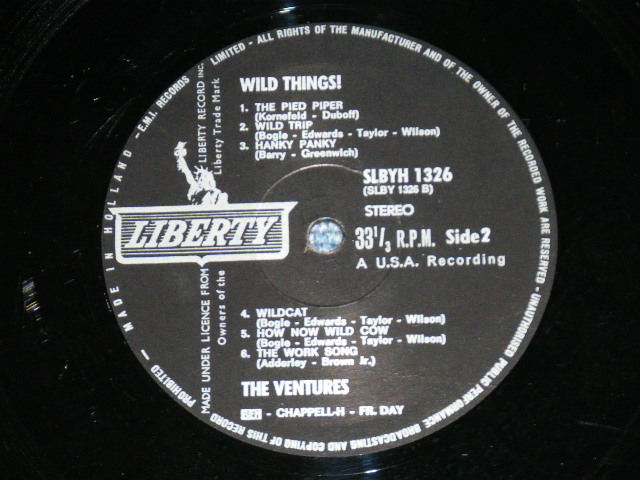 WILD THINGS!
1. THE PIED PIPER
(Kornefeld - Duboff)
2. WILD TRIP
(Bogle - Edwards - Taylor - Wilson)
3. HANKY PANKY
(Barry - Greenwich)
SLBYH 1326
(SLBY 1326 B)
STEREO
LIBERTY
33 1/3 R.P.M. Side 2
A U.S.A. Recording
4. WILDCAT
(Bogle - Edwards - Taylor - Wilson)
5. HOW NOW WILD COW
(Bogle - Edwards - Taylor - Wilson)
6. THE WORK SONG
(Adderley - Brown Jr.)
THE VENTURES
- CHAPPELL-H - FR. DAY
MADE UNDER LICENCE FROM LIBERTY RECORD INC.
Owners of the Liberty Trade Mark
MADE IN HOLLAND - E.M.I. RECORDS LIMITED - ALL RIGHTS OF THE MANUFACTURER AND OF THE OWNER OF THE RECORDED WORK ARE RESERVED - UNAUTHORISED PUBLIC PERFORMANCE BROADCASTING AND COPYING OF THIS RECORD PROHIBITED -